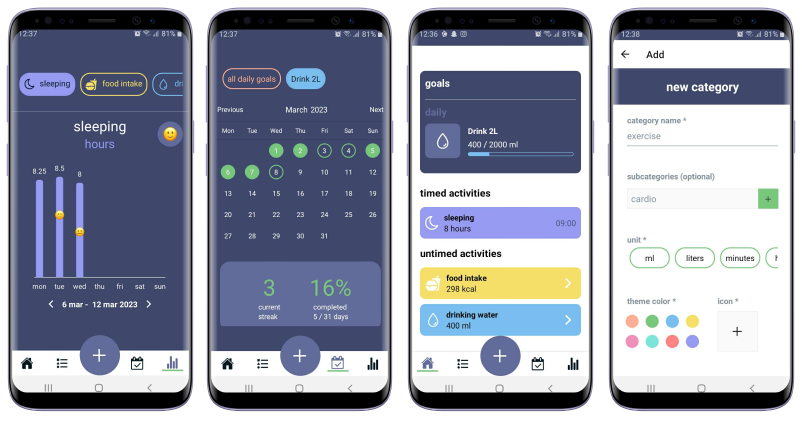 12:37
81%
sleeping
food intake
dri
sleeping
hours
8.25
8.5
8
mon tue wed thu fri sat sun
6 mar - 12 mar 2023
12:37
81%
all daily goals
Drink 2L
Previous
March 2023
Next
Mon Tue Wed Thu Fri Sat Sun
1 2 3 4 5
6 7 8 9 10 11 12
13 14 15 16 17 18 19
20 21 22 23 24 25 26
27 28 29 30 31
3
current
streak
16%
completed
5 / 31 days
12:36
81%
goals
daily
Drink 2L
400 / 2000 ml
timed activities
sleeping
8 hours
09:00
untimed activities
food intake
298 kcal
drinking water
400 ml
12:38
81%
Add
new category
category name *
exercise
subcategories (optional)
cardio
+
unit *
ml
liters
minutes
h
theme color *
icon *
+